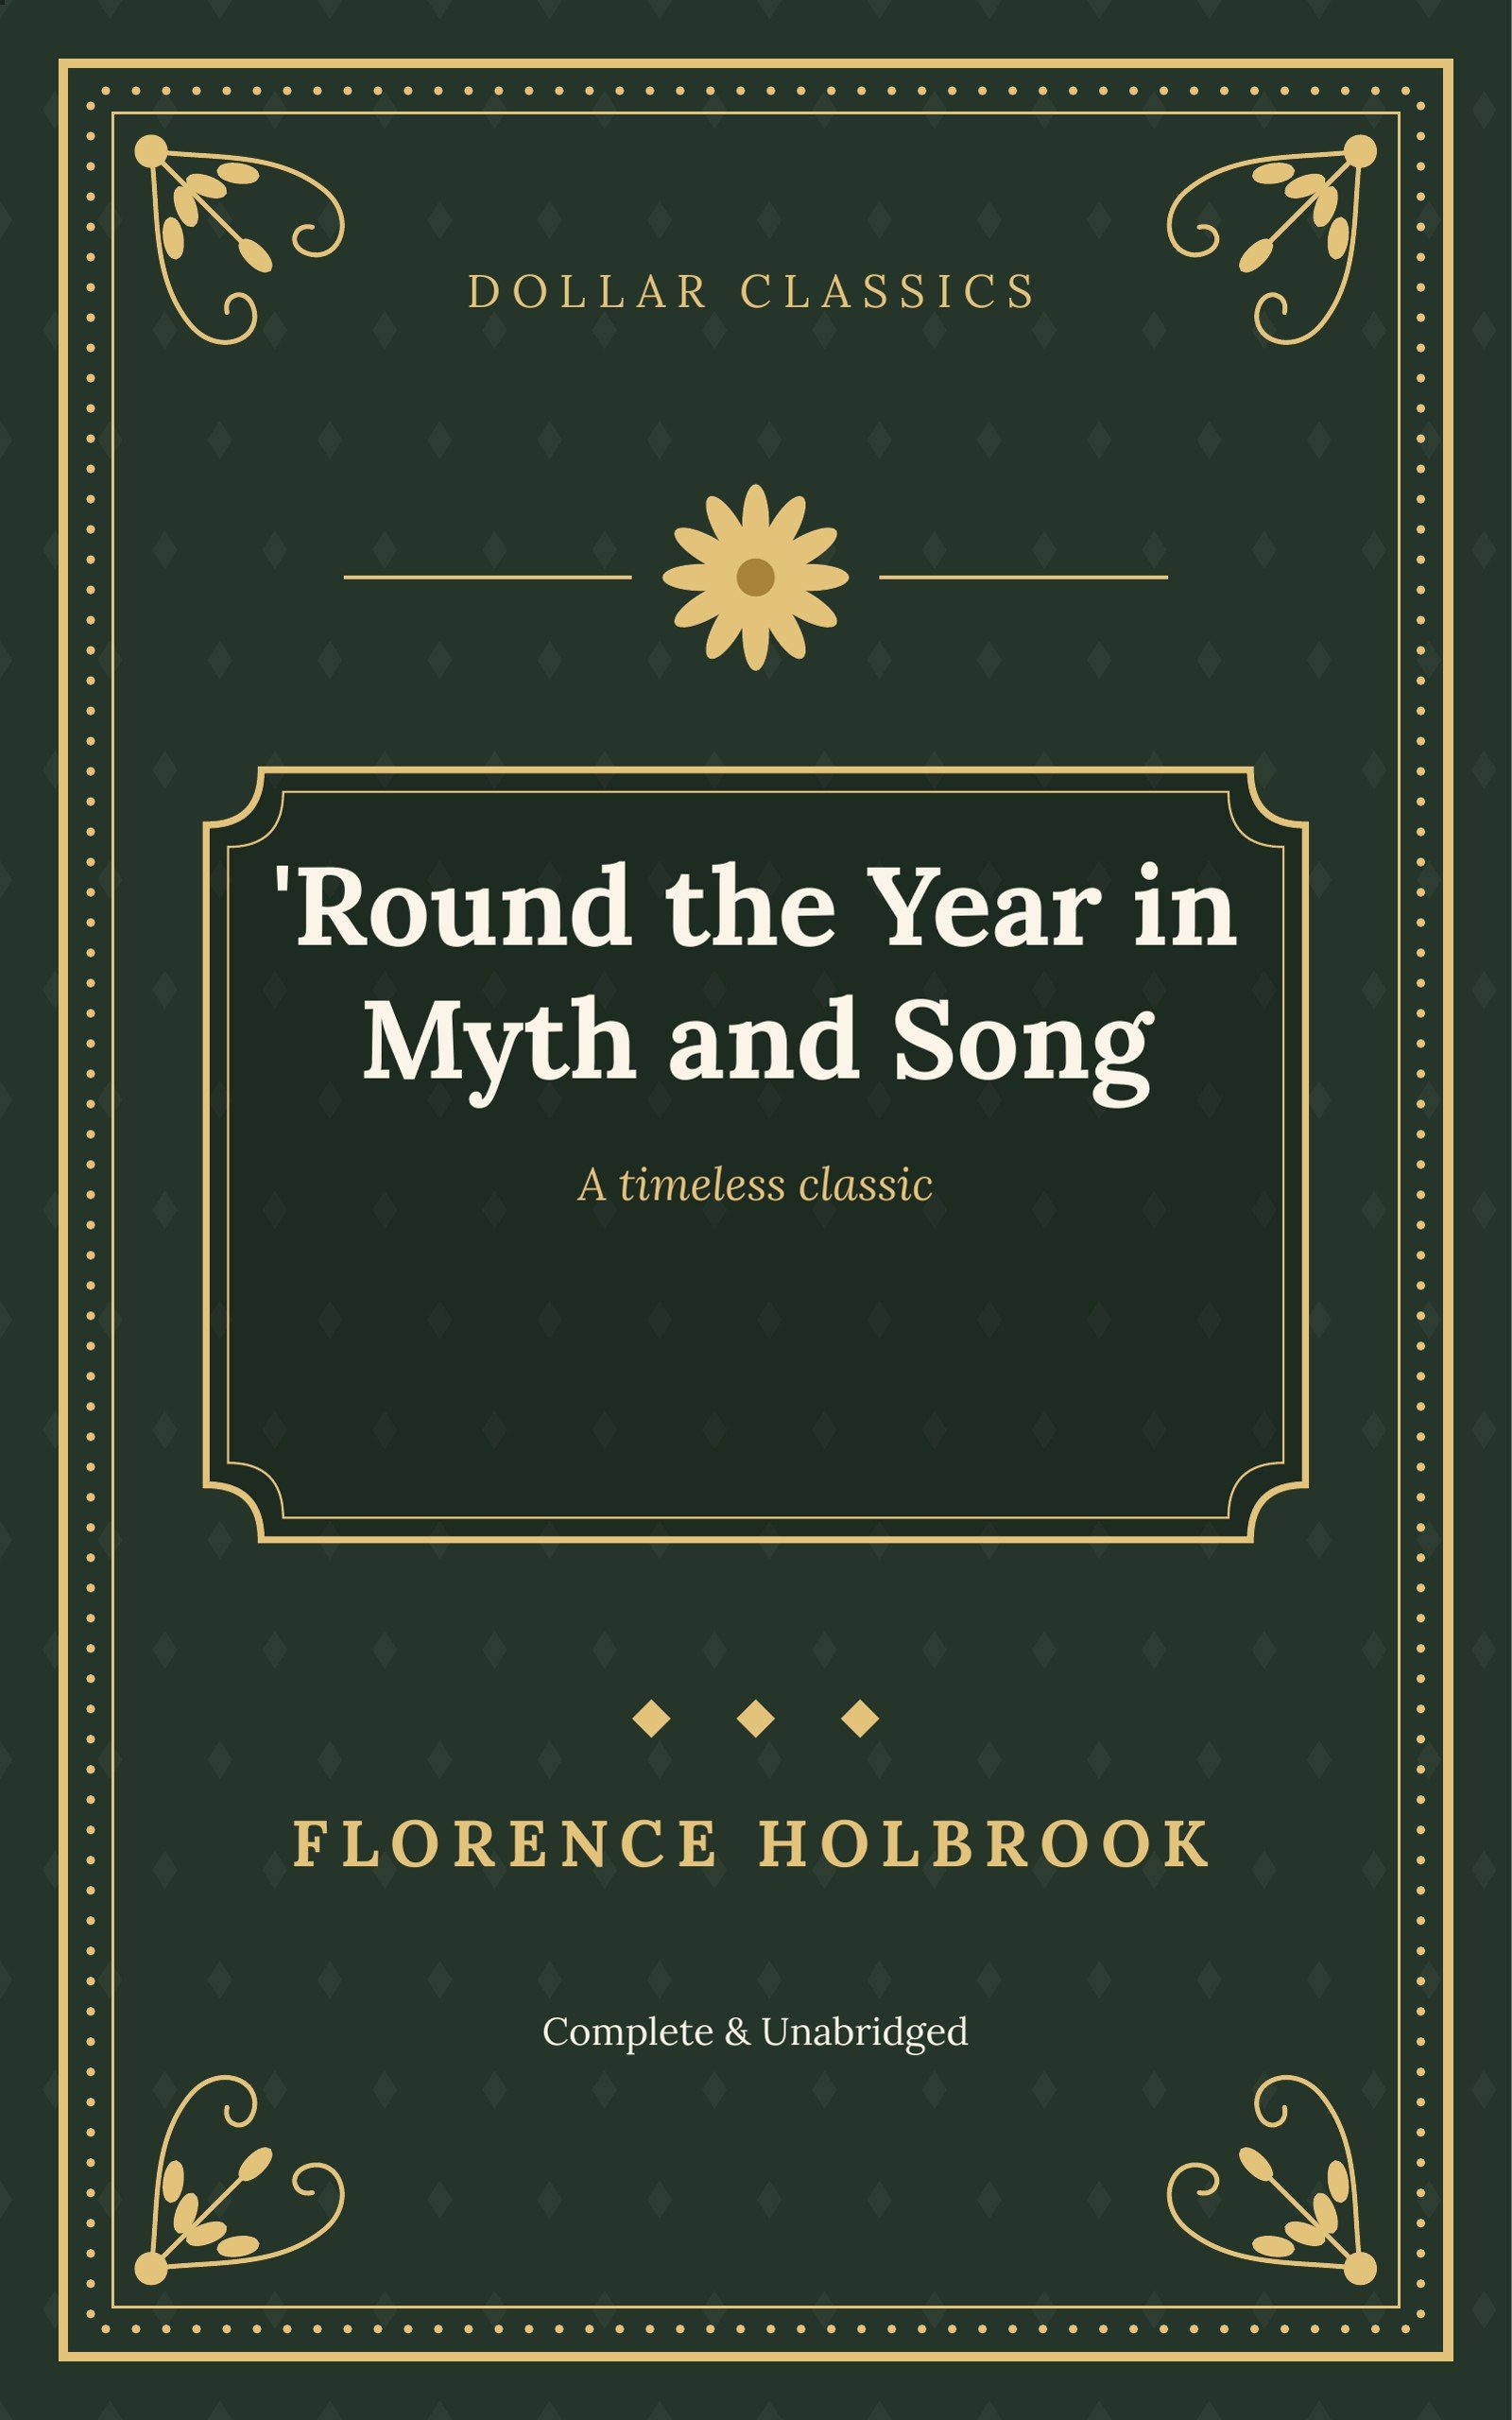 DOLLAR CLASSICS
'Round the Year in
Myth and Song
A timeless classic
FLORENCE HOLBROOK
Complete & Unabridged